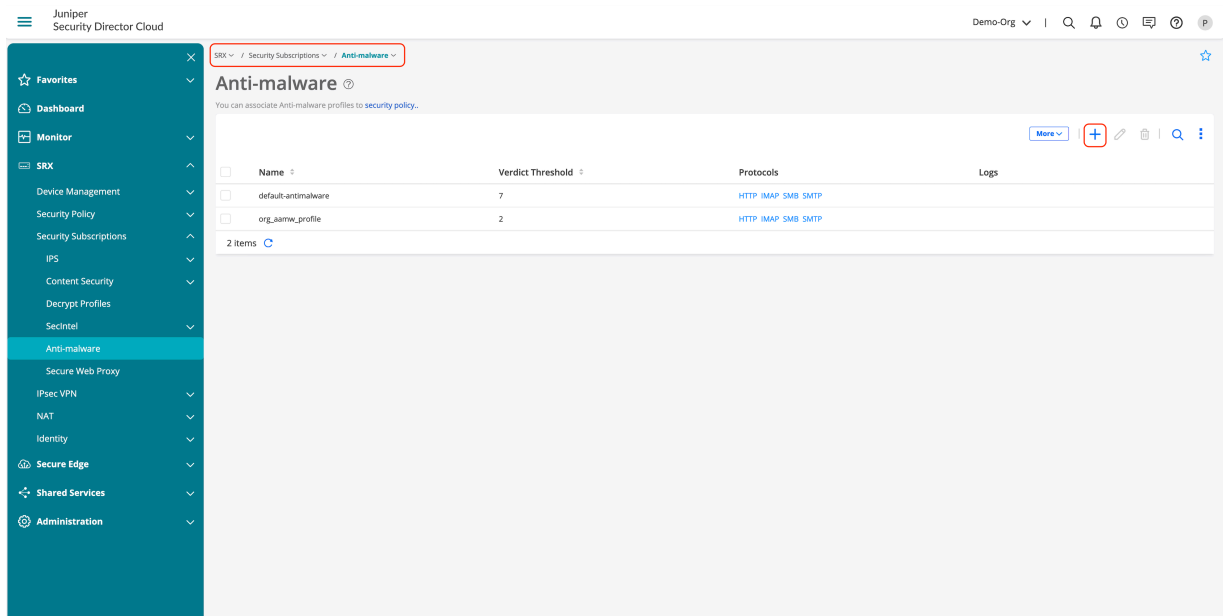 Juniper
Security Director Cloud
Demo-Org
P
SRX / Security Subscriptions / Anti-malware
Favorites
Dashboard
Monitor
SRX
Device Management
Security Policy
Security Subscriptions
IPS
Content Security
Decrypt Profiles
SecIntel
Anti-malware
Secure Web Proxy
IPsec VPN
NAT
Identity
Secure Edge
Shared Services
Administration
Anti-malware
You can associate Anti-malware profiles to security policy..
More
Name Verdict Threshold Protocols Logs
default-antimalware 7 HTTP IMAP SMB SMTP
org_aamw_profile 2 HTTP IMAP SMB SMTP
2 items